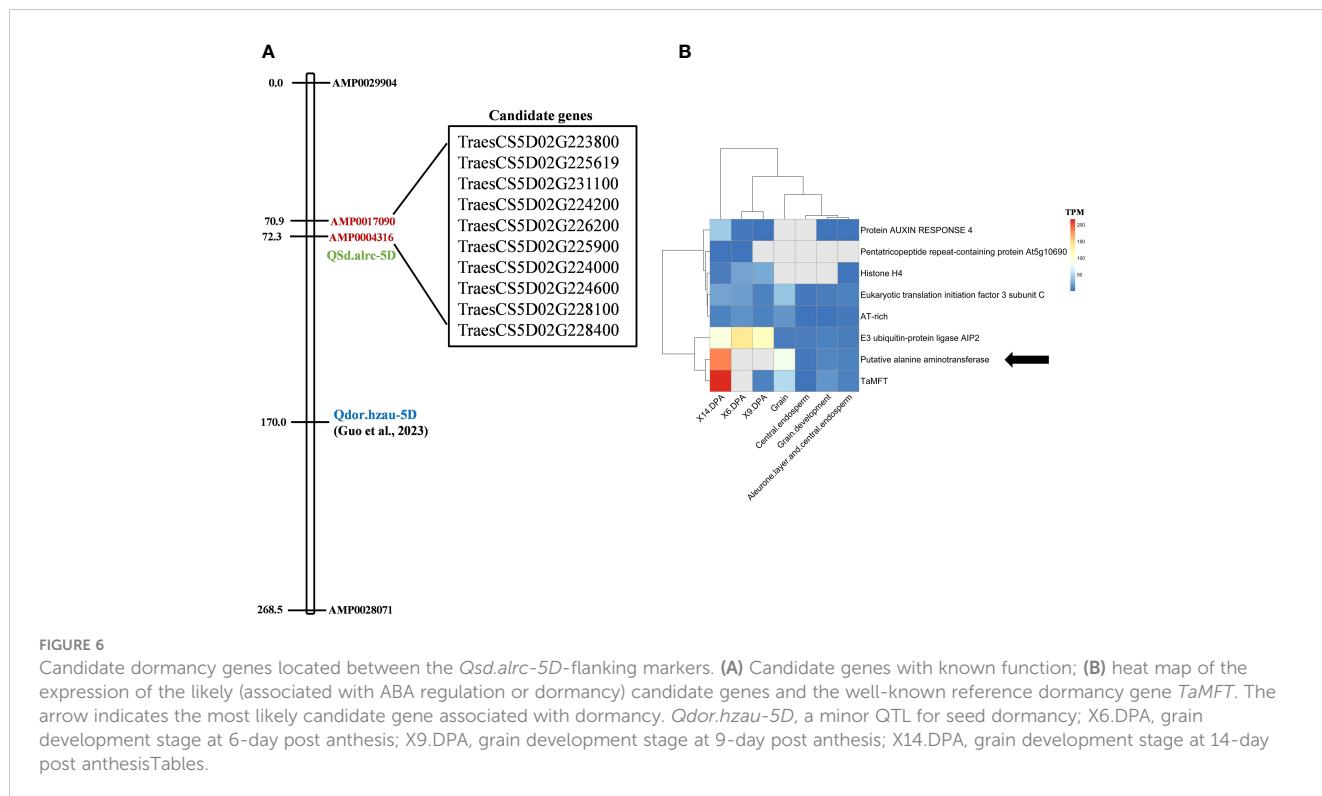 A
0.0
AMP0029904
70.9
AMP0017090
72.3
AMP0004316
QSd.alrc-5D
170.0
Qdor.hzau-5D
(Guo et al., 2023)
268.5
AMP0028071
Candidate genes
TraesCS5D02G223800
TraesCS5D02G225619
TraesCS5D02G231100
TraesCS5D02G224200
TraesCS5D02G226200
TraesCS5D02G225900
TraesCS5D02G224000
TraesCS5D02G224600
TraesCS5D02G228100
TraesCS5D02G228400
B
Protein AUXIN RESPONSE 4
Pentatricopeptide repeat-containing protein At5g10690
Histone H4
Eukaryotic translation initiation factor 3 subunit C
AT-rich
E3 ubiquitin-protein ligase AIP2
Putative alanine aminotransferase
TaMFT
X14.DPA
X6.DPA
X9.DPA
Grain
Central.endosperm
Grain.development
Aleurone.layer.and.central.endosperm
TPM
200
150
100
50
FIGURE 6
Candidate dormancy genes located between the Qsd.alrc-5D-flanking markers. (A) Candidate genes with known function; (B) heat map of the
expression of the likely (associated with ABA regulation or dormancy) candidate genes and the well-known reference dormancy gene TaMFT. The
arrow indicates the most likely candidate gene associated with dormancy. Qdor.hzau-5D, a minor QTL for seed dormancy; X6.DPA, grain
development stage at 6-day post anthesis; X9.DPA, grain development stage at 9-day post anthesis; X14.DPA, grain development stage at 14-day
post anthesisTables.